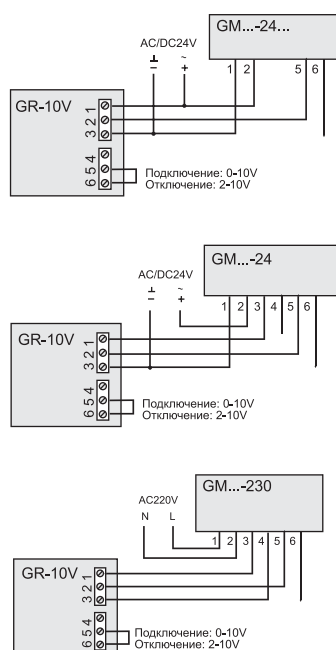 GM...-24...
AC/DC24V
⊥ ~
− +
1 2 5 6
GR-10V
3 2 1
6 5 4
Подключение: 0-10V
Отключение: 2-10V
GM...-24
AC/DC24V
⊥ ~
− +
1 2 3 4 5 6
GR-10V
3 2 1
6 5 4
Подключение: 0-10V
Отключение: 2-10V
GM...-230
AC220V
N L
1 2 3 4 5 6
GR-10V
3 2 1
6 5 4
Подключение: 0-10V
Отключение: 2-10V